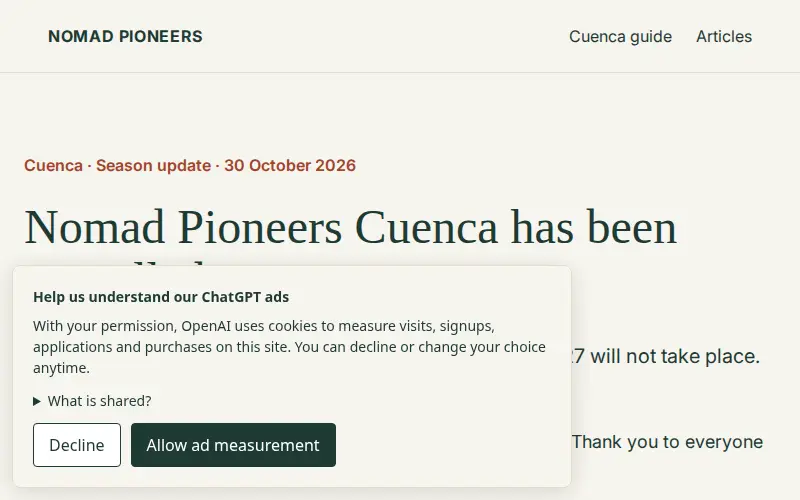 NOMAD PIONEERS
Cuenca guide Articles
Cuenca · Season update · 30 October 2026
Nomad Pioneers Cuenca has been
Help us understand our ChatGPT ads
With your permission, OpenAI uses cookies to measure visits, signups,
applications and purchases on this site. You can decline or change your choice
anytime.
will not take place.
▶ What is shared?
Thank you to everyone
Decline Allow ad measurement